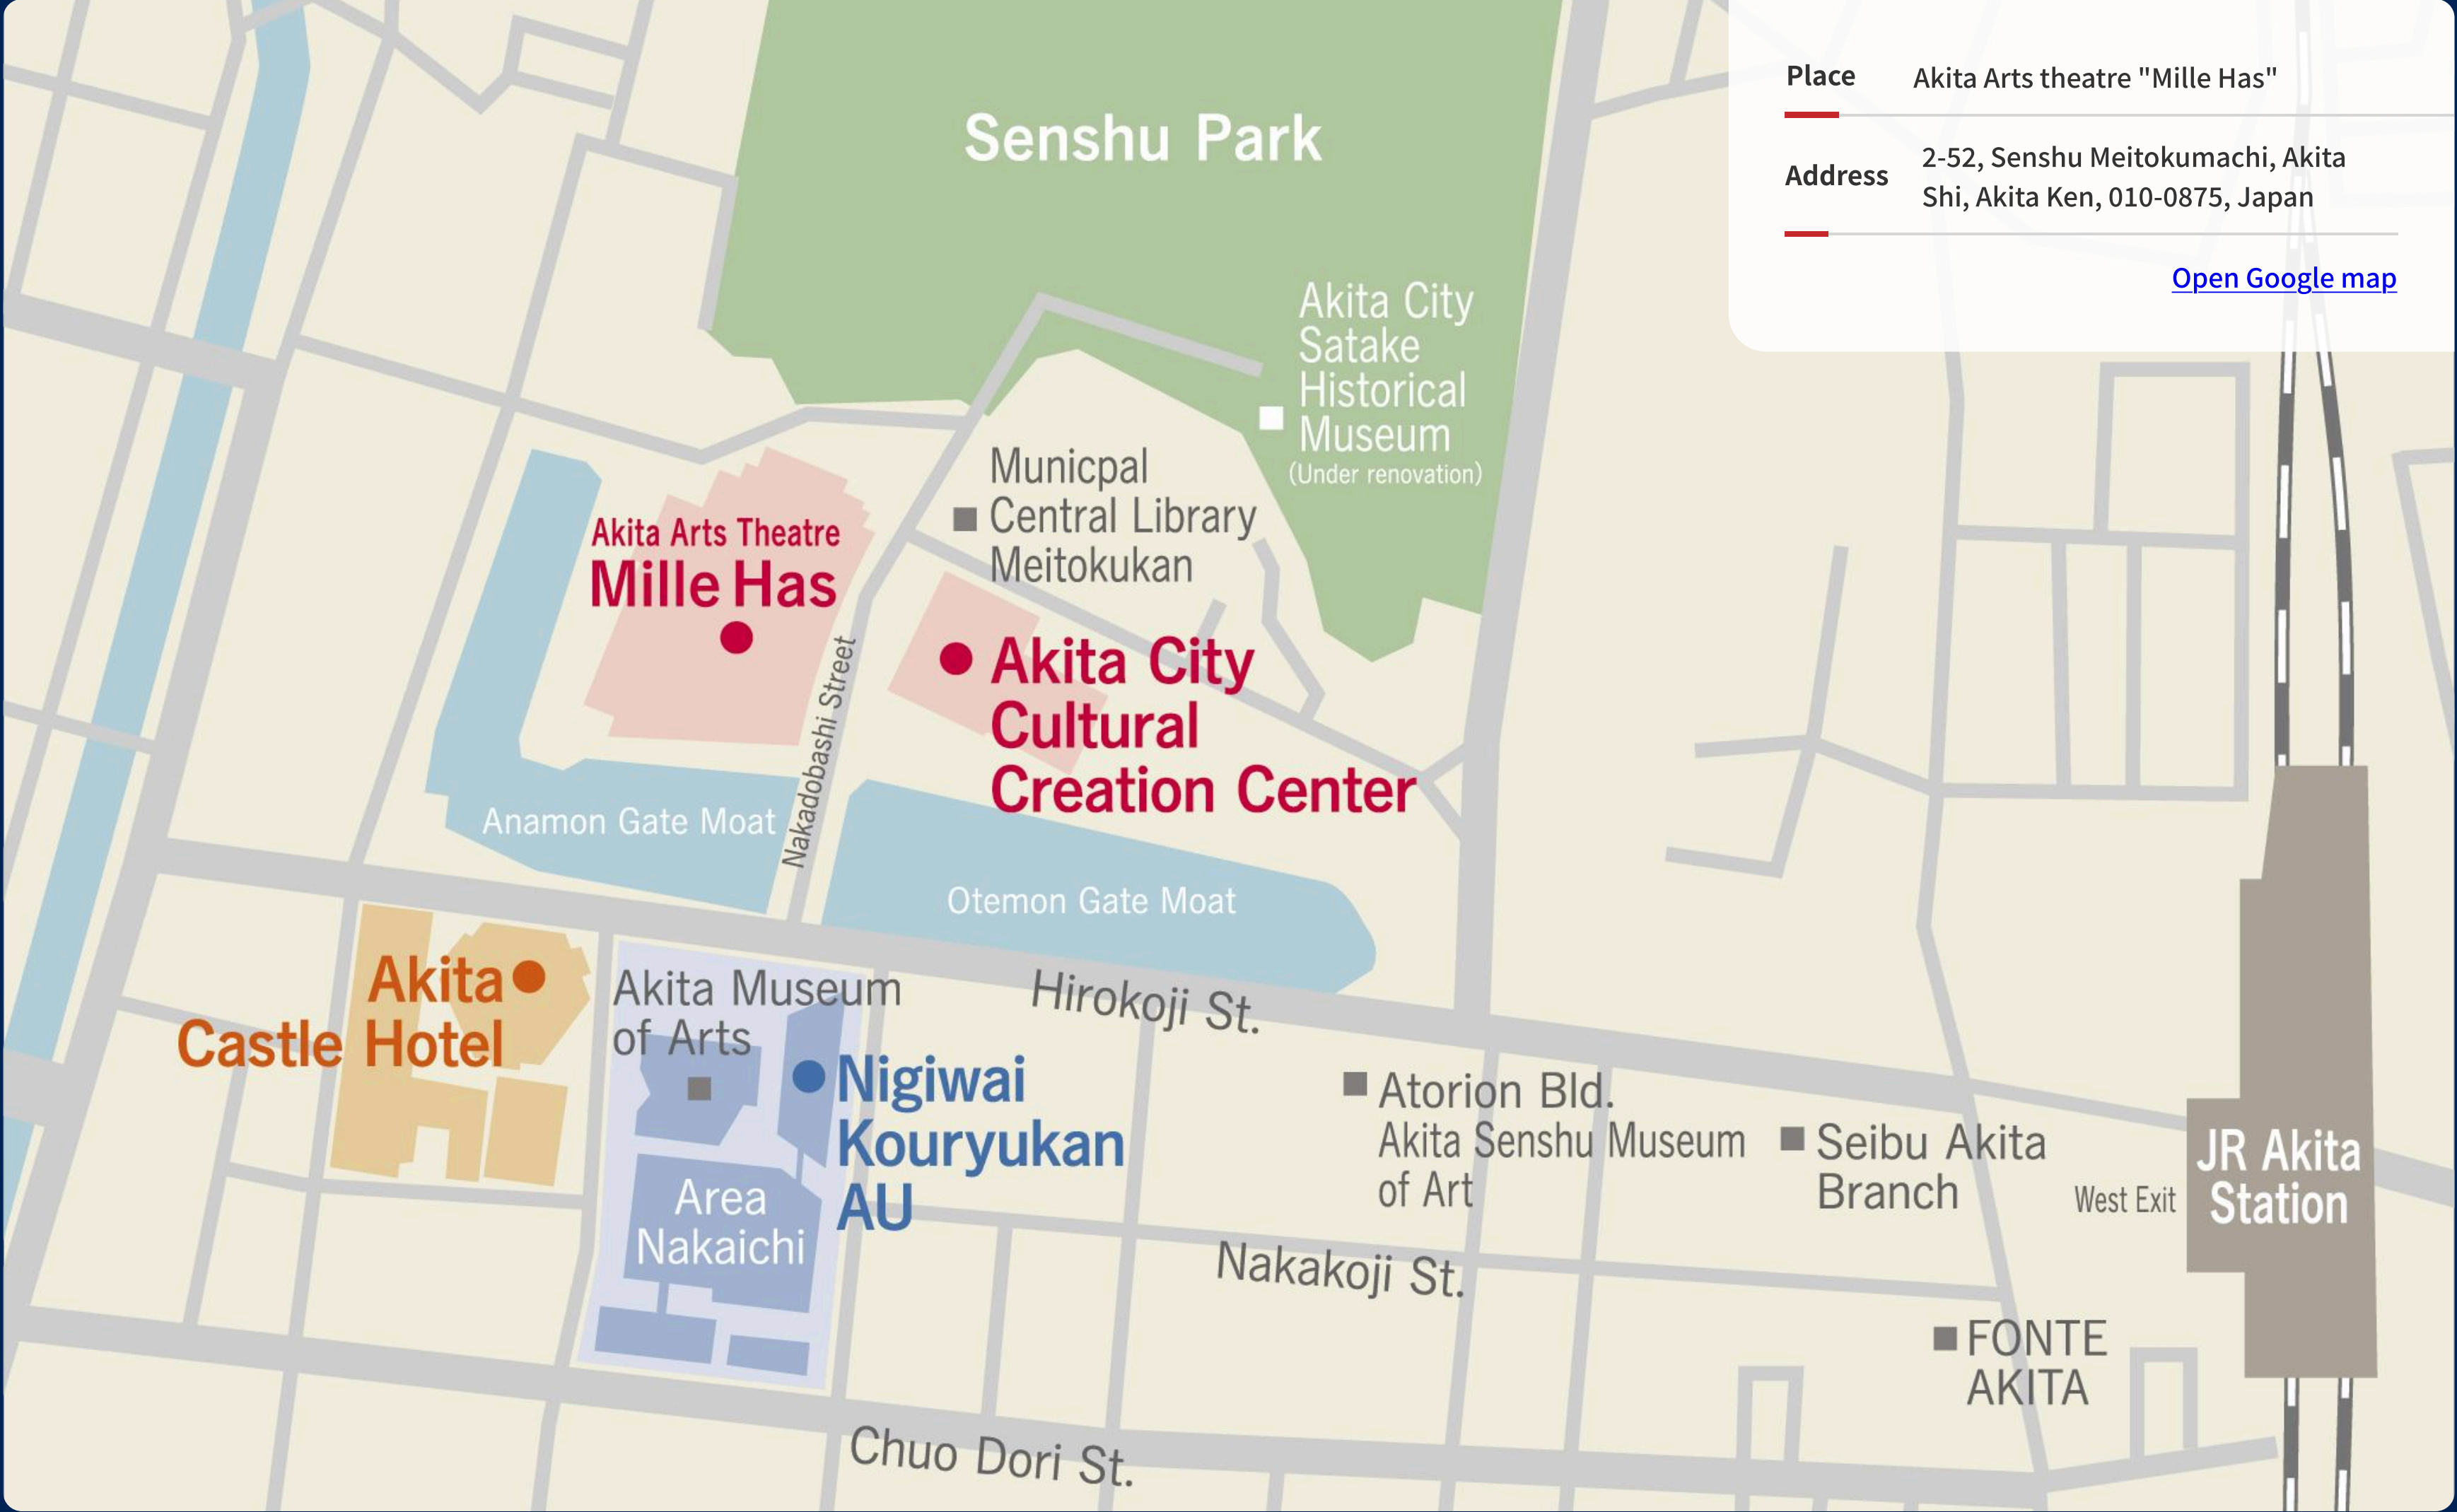 Place
Akita Arts theatre "Mille Has"
Address
2-52, Senshu Meitokumachi, Akita
Shi, Akita Ken, 010-0875, Japan
Open Google map
Senshu Park
Akita City
Satake
Historical
Museum
(Under renovation)
Municpal
Central Library
Meitokukan
Akita Arts Theatre
Mille Has
Akita City
Cultural
Creation Center
Nakadobashi Street
Anamon Gate Moat
Otemon Gate Moat
Hirokoji St.
Akita
Castle Hotel
Akita Museum
of Arts
Nigiwai
Kouryukan
AU
Area
Nakaichi
Atorion Bld.
Akita Senshu Museum
of Art
Seibu Akita
Branch
West Exit
JR Akita
Station
Nakakoji St.
FONTE
AKITA
Chuo Dori St.